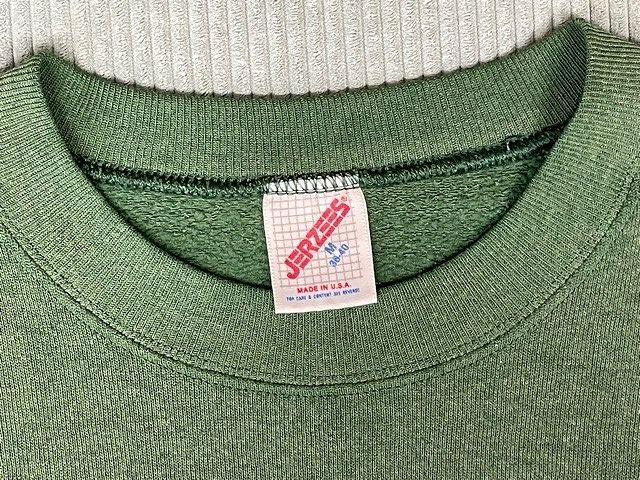 JERZEES®
M
38-40
MADE IN U.S.A.
FOR CARE & CONTENT SEE REVERSE